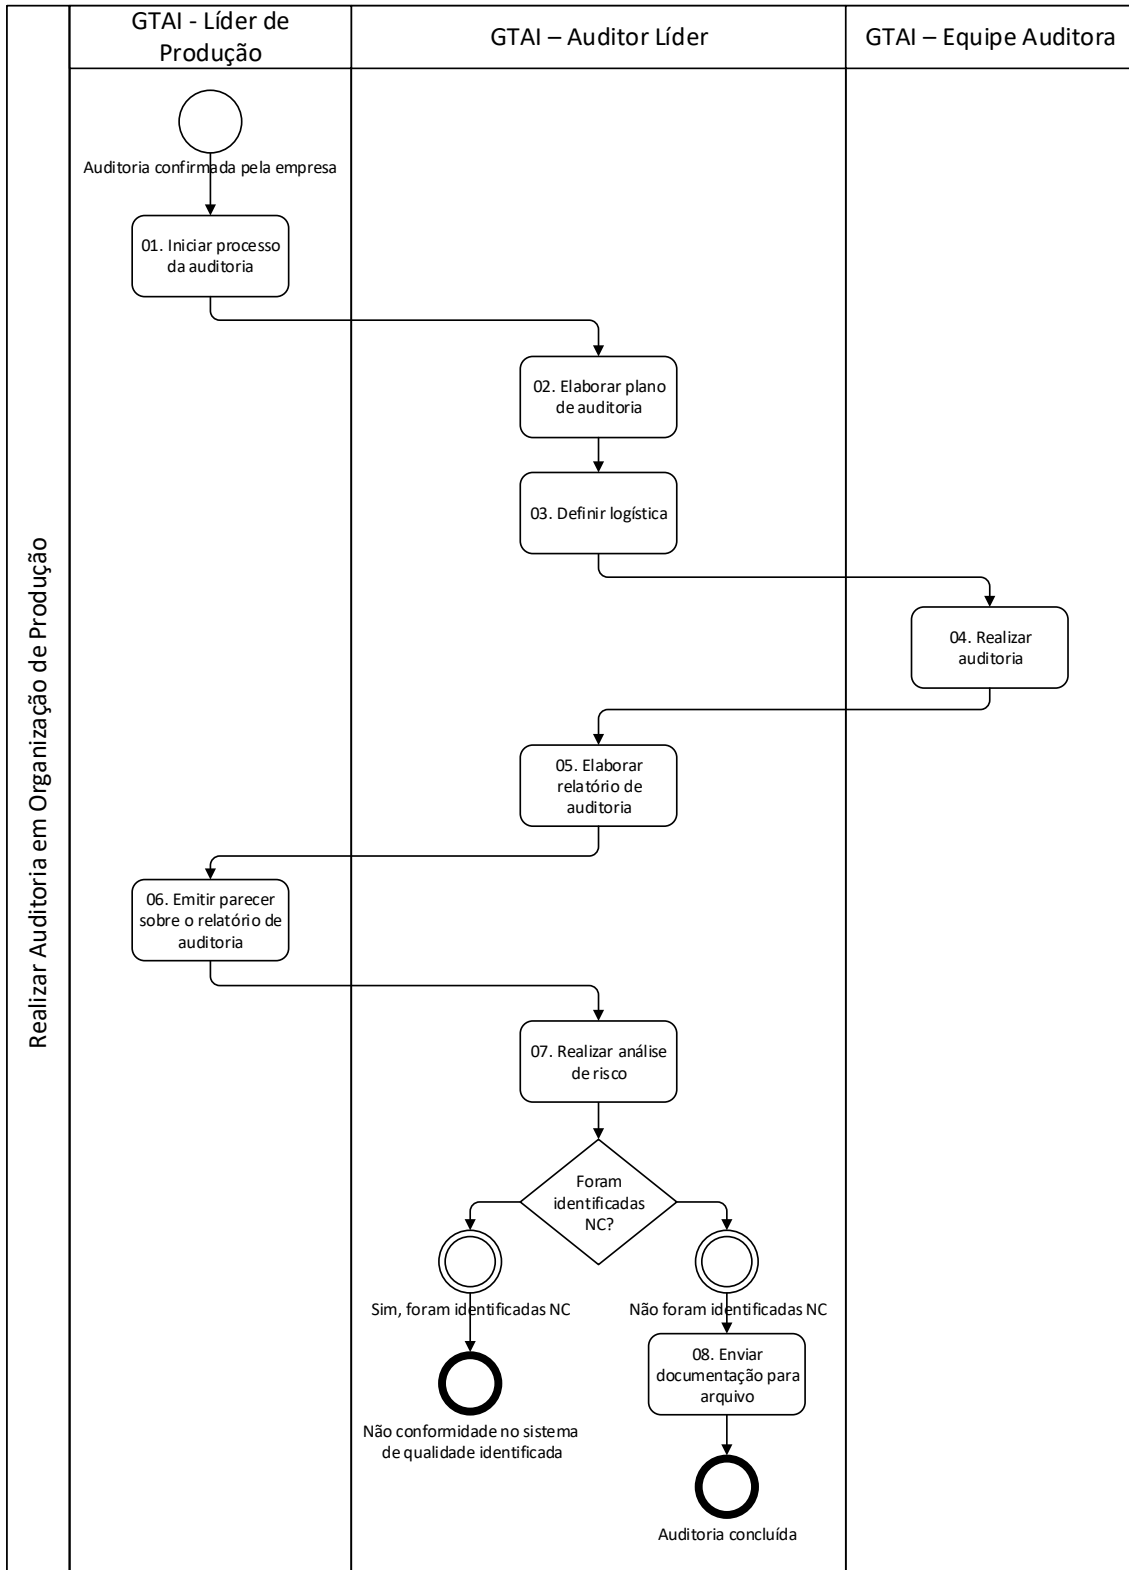 GTAI - Líder de
Produção
GTAI – Auditor Líder
GTAI – Equipe Auditora
Realizar Auditoria em Organização de Produção
Auditoria confirmada pela empresa
01. Iniciar processo
da auditoria
02. Elaborar plano
de auditoria
03. Definir logística
04. Realizar
auditoria
05. Elaborar
relatório de
auditoria
06. Emitir parecer
sobre o relatório de
auditoria
07. Realizar análise
de risco
Foram
identificadas
NC?
Sim, foram identificadas NC
Não foram identificadas NC
08. Enviar
documentação para
arquivo
Não conformidade no sistema
de qualidade identificada
Auditoria concluída